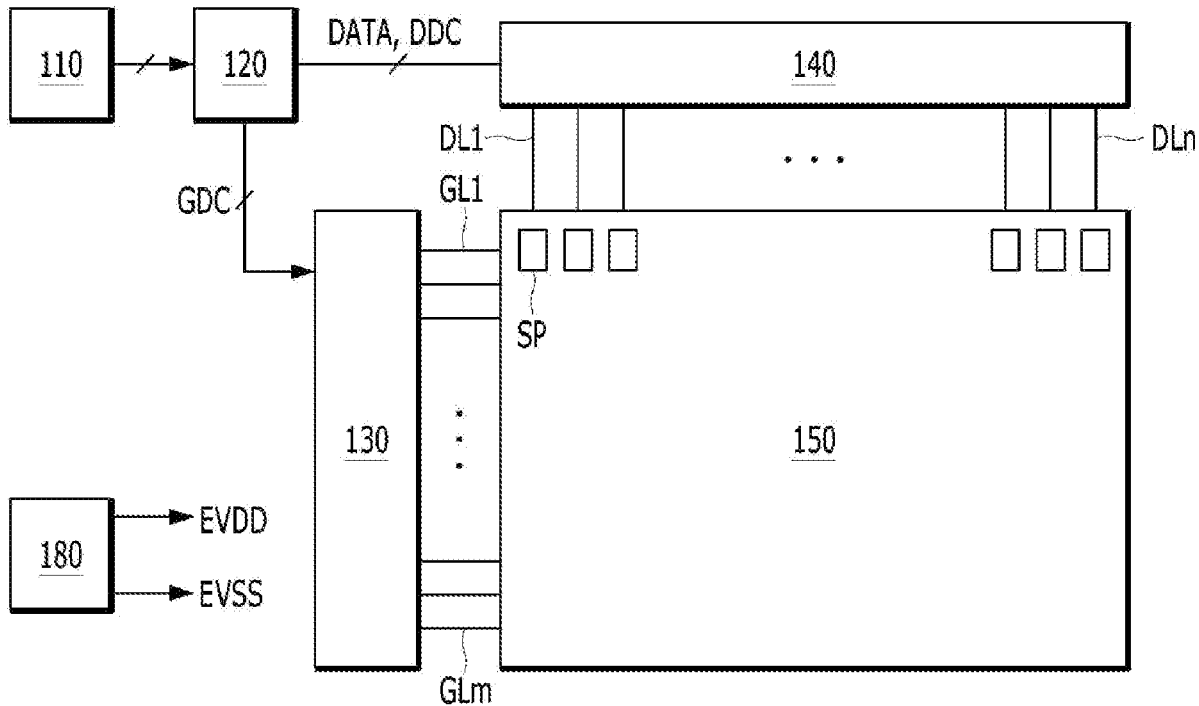 110
120
DATA, DDC
140
DL1
DLn
GDC
GL1
SP
130
150
180
EVDD
EVSS
GLm